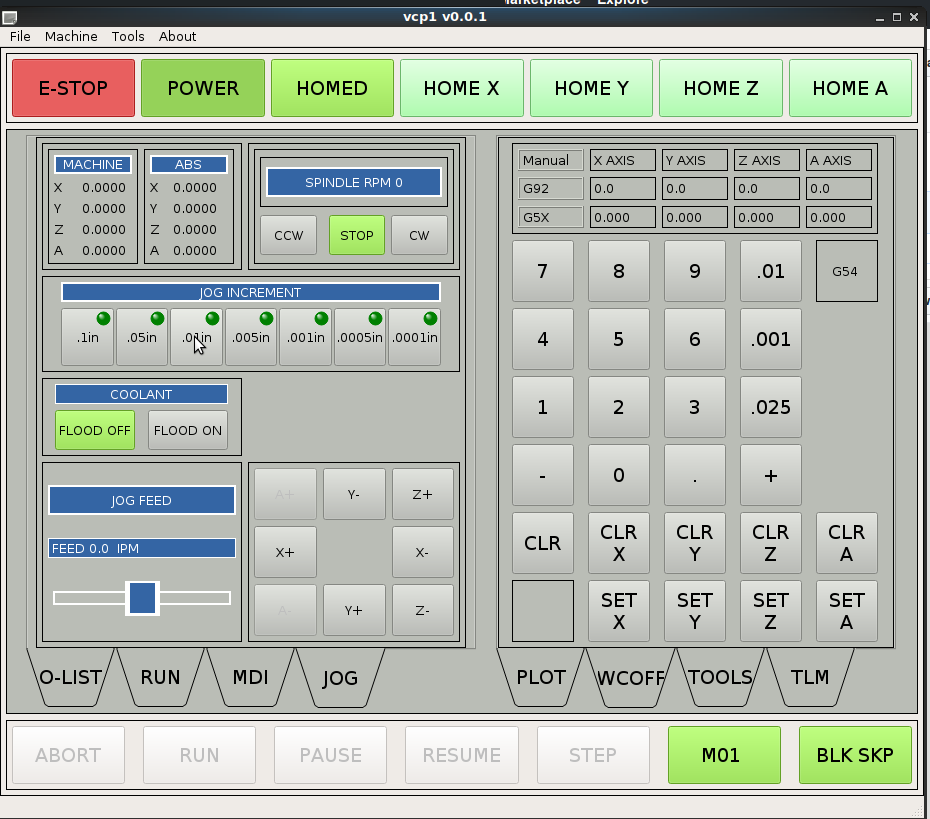 Marketplace Explore
vcp1 v0.0.1
File Machine Tools About
E-STOP POWER HOMED HOME X HOME Y HOME Z HOME A
MACHINE ABS
X 0.0000 X 0.0000
Y 0.0000 Y 0.0000
Z 0.0000 Z 0.0000
A 0.0000 A 0.0000
SPINDLE RPM 0
CCW STOP CW
JOG INCREMENT
.1in .05in .01in .005in .001in .0005in .0001in
COOLANT
FLOOD OFF FLOOD ON
JOG FEED
FEED 0.0 IPM
A+ Y- Z+
X+ X-
A- Y+ Z-
O-LIST RUN MDI JOG
Manual X AXIS Y AXIS Z AXIS A AXIS
G92 0.0 0.0 0.0 0.0
G5X 0.000 0.000 0.000 0.000
7 8 9 .01 G54
4 5 6 .001
1 2 3 .025
- 0 . +
CLR CLR X CLR Y CLR Z CLR A
SET X SET Y SET Z SET A
PLOT WCOFF TOOLS TLM
ABORT RUN PAUSE RESUME STEP M01 BLK SKP